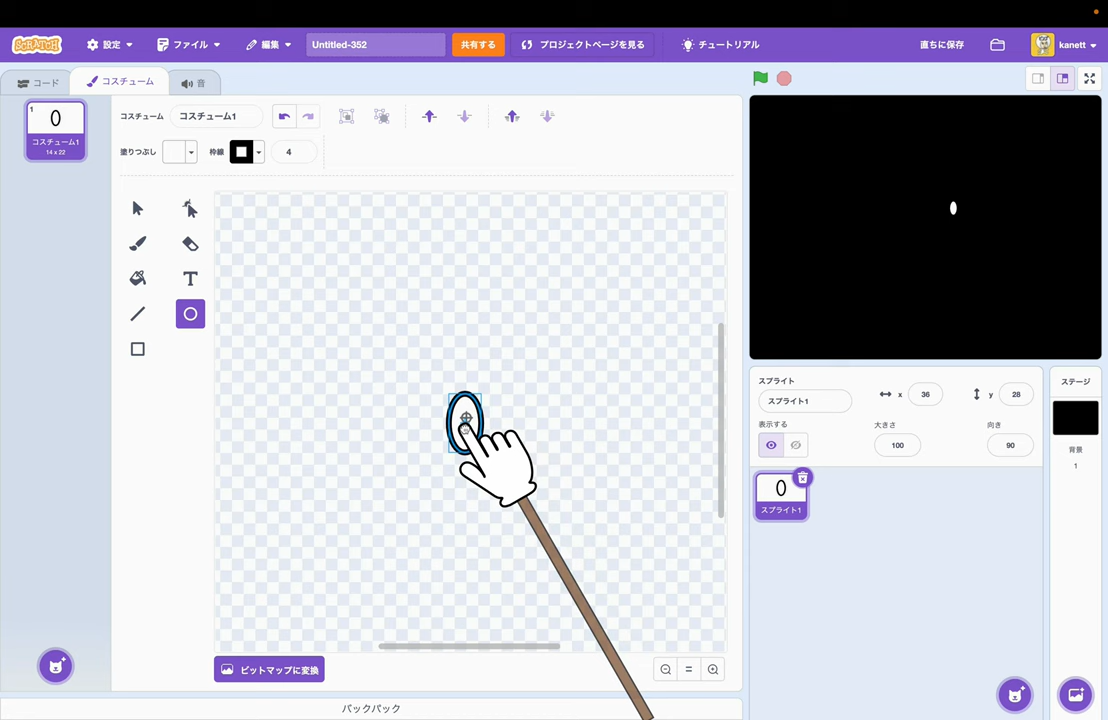 SCRATCH
設定
ファイル
編集
Untitled-352
共有する
プロジェクトページを見る
チュートリアル
直ちに保存
kanett
コード
コスチューム
音
1
コスチューム1
14 x 22
コスチューム
コスチューム1
塗りつぶし
枠線
4
T
ビットマップに変換
バックパック
スプライト
スプライト1
x
36
y
28
表示する
大きさ
100
向き
90
スプライト1
ステージ
背景
1